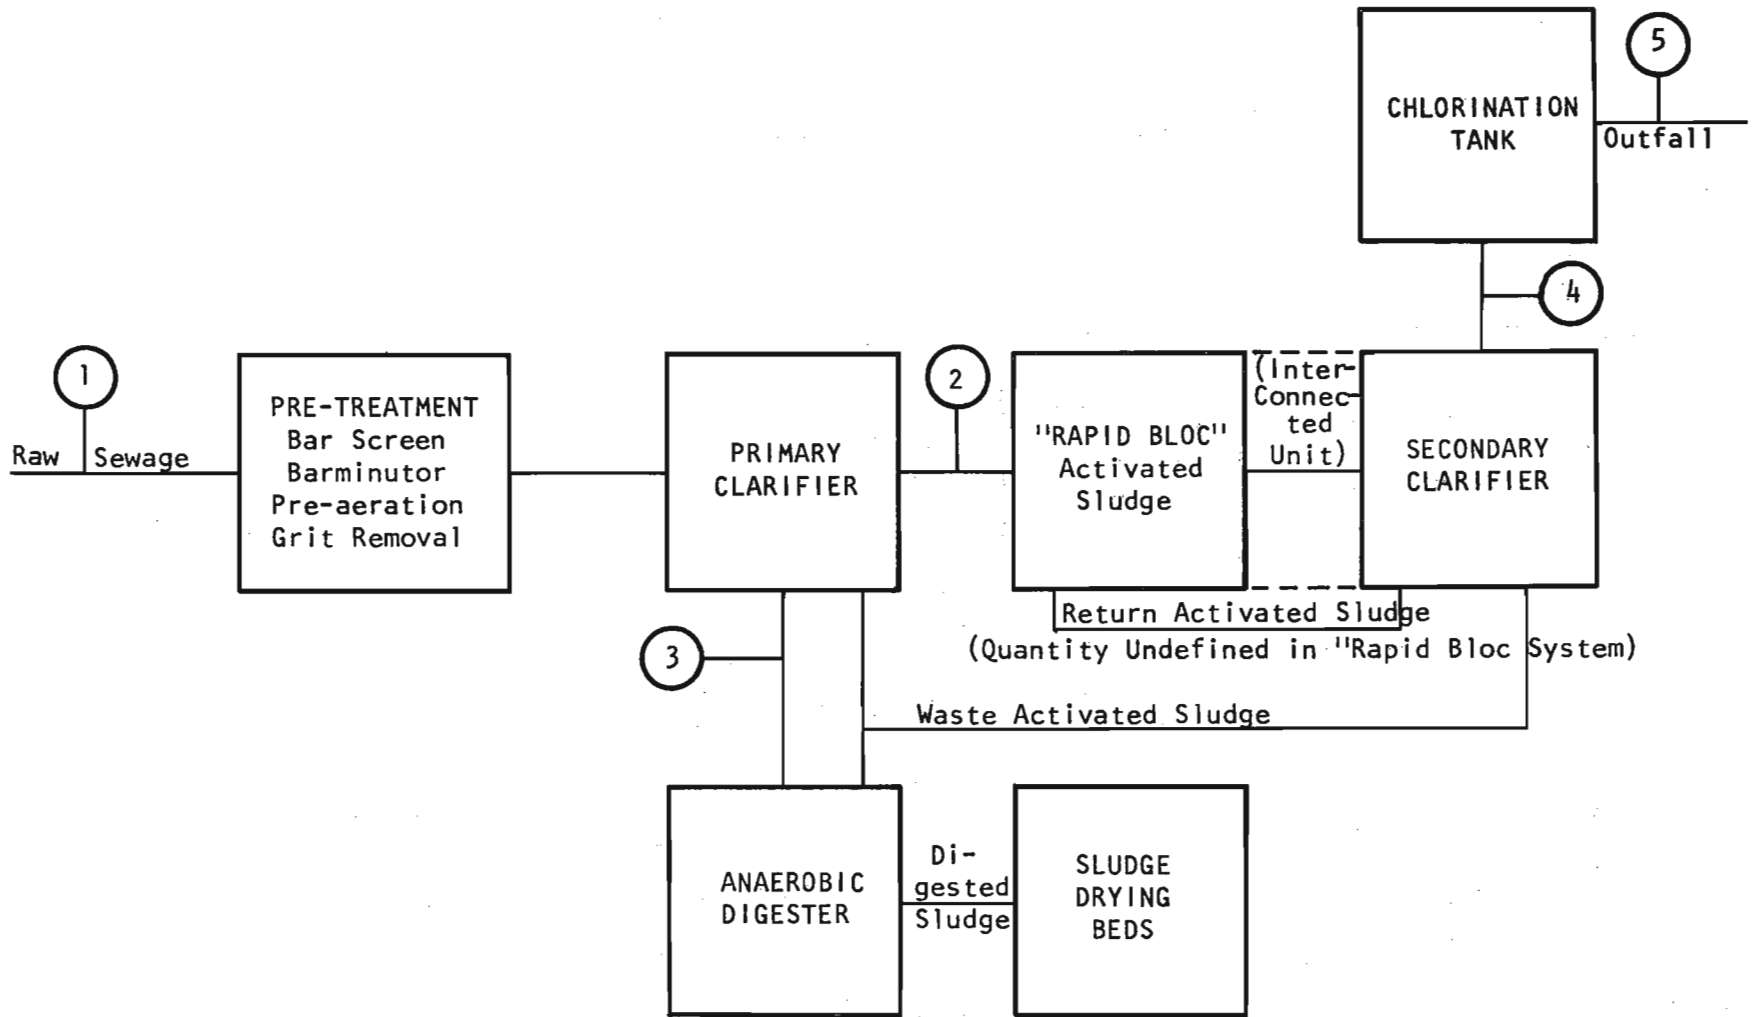 5
CHLORINATION
TANK
Outfall
4
1
Raw Sewage
PRE-TREATMENT
Bar Screen
Barminutor
Pre-aeration
Grit Removal
PRIMARY
CLARIFIER
2
"RAPID BLOC"
Activated
Sludge
(Inter-
Connec-
ted
Unit)
SECONDARY
CLARIFIER
Return Activated Sludge
(Quantity Undefined in "Rapid Bloc System)
3
Waste Activated Sludge
ANAEROBIC
DIGESTER
Di-
gested
Sludge
SLUDGE
DRYING
BEDS